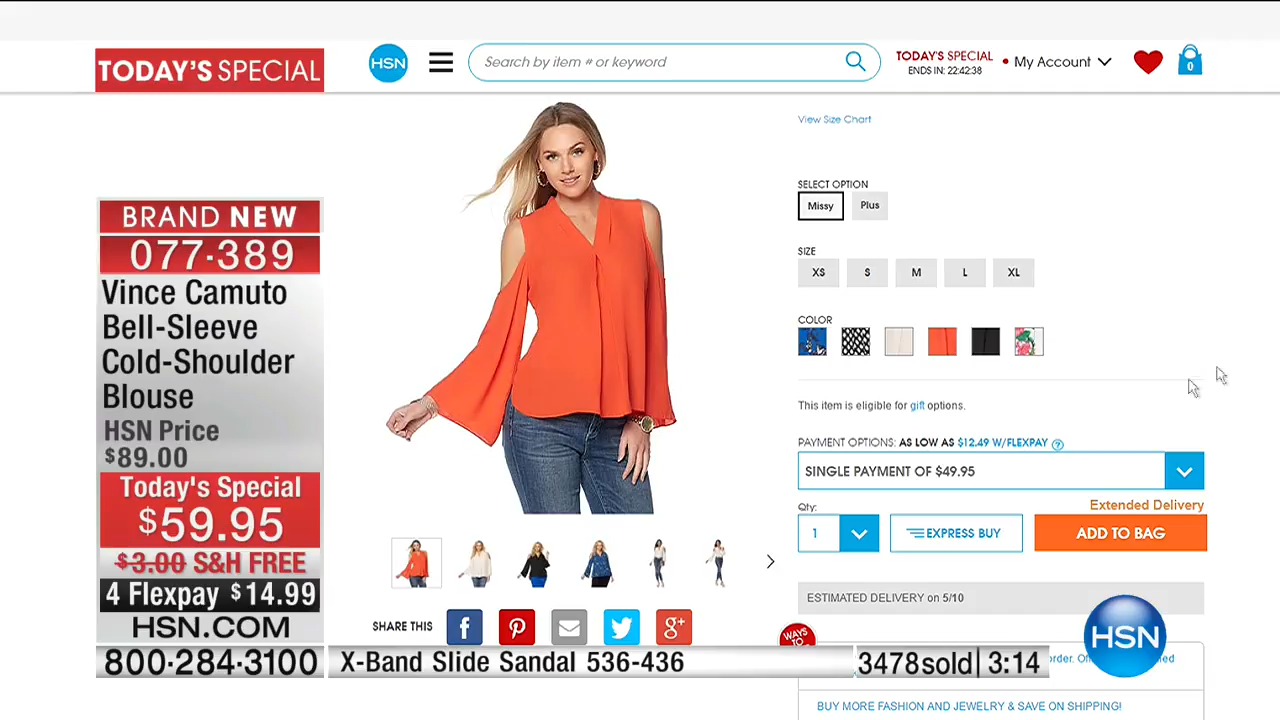 TODAY'S SPECIAL
HSN
Search by item # or keyword
TODAY'S SPECIAL
ENDS IN: 22:42:38
My Account
0
View Size Chart
SELECT OPTION
Missy
Plus
SIZE
XS
S
M
L
XL
COLOR
This item is eligible for gift options.
PAYMENT OPTIONS: AS LOW AS $12.49 W/FLEXPAY ?
SINGLE PAYMENT OF $49.95
Extended Delivery
Qty:
1
EXPRESS BUY
ADD TO BAG
ESTIMATED DELIVERY on 5/10
BRAND NEW
077-389
Vince Camuto
Bell-Sleeve
Cold-Shoulder
Blouse
HSN Price
$89.00
Today's Special
$59.95
$3.00 S&H FREE
4 Flexpay $14.99
HSN.COM
800-284-3100
SHARE THIS
f
g+
WAYS
TO
HSN
X-Band Slide Sandal 536-436
3478sold
3:14
order.
BUY MORE FASHION AND JEWELRY & SAVE ON SHIPPING!